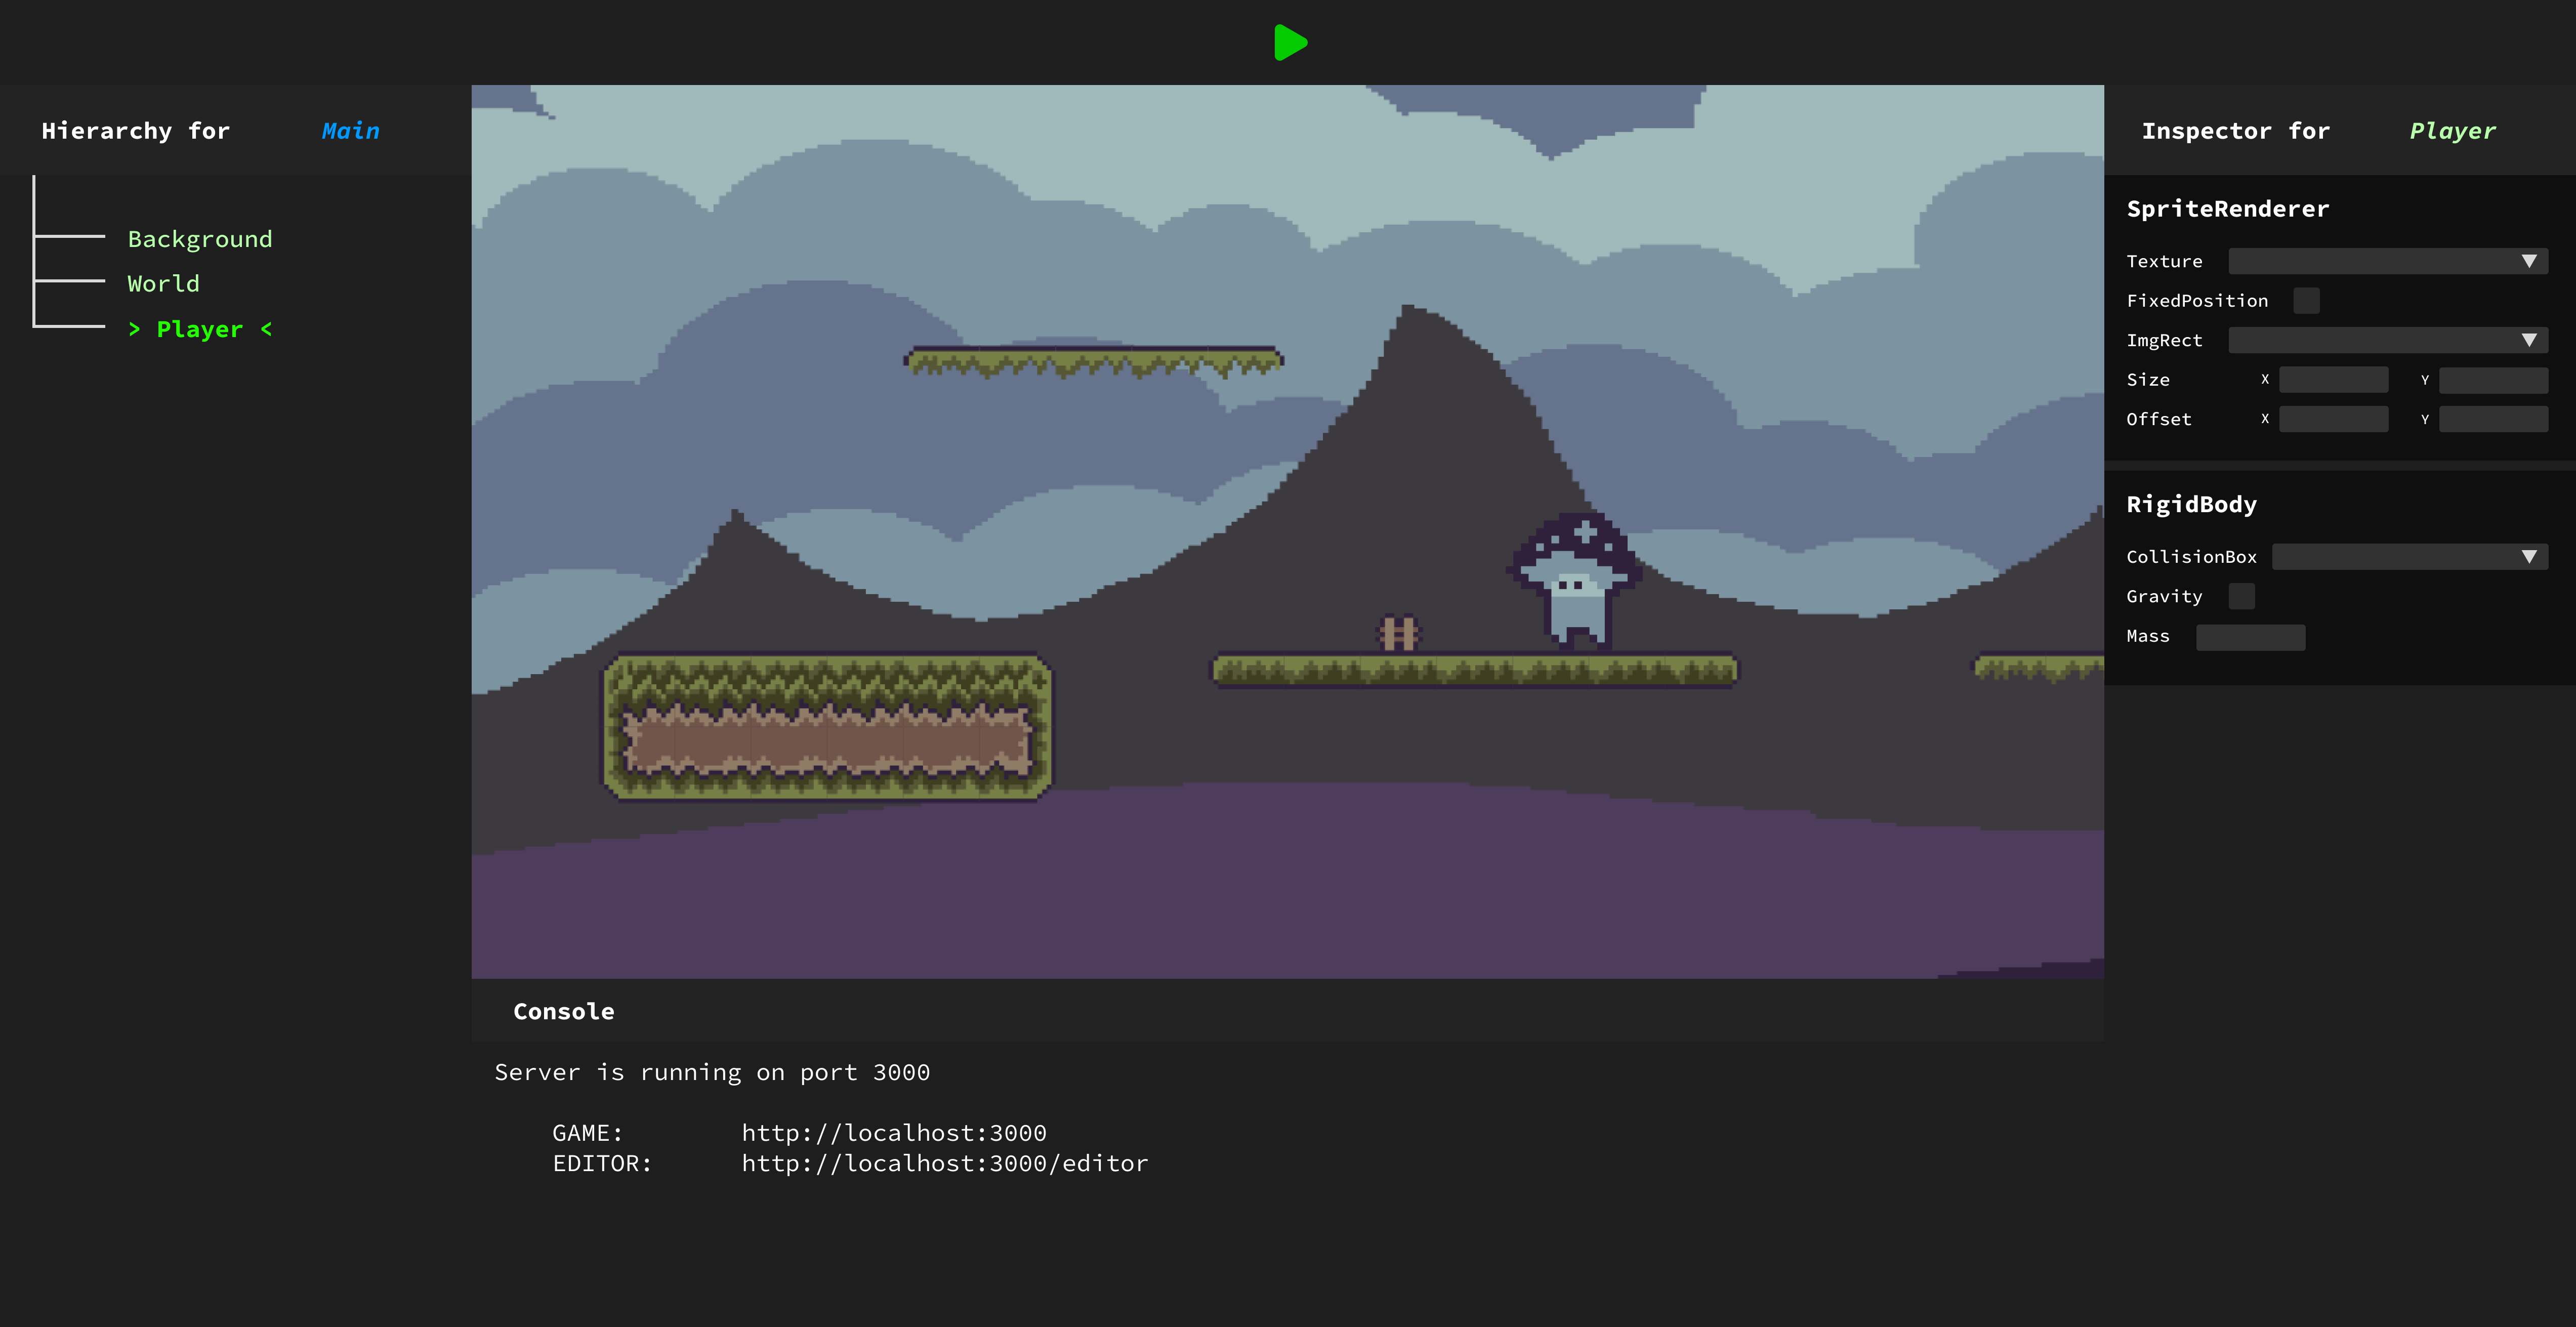 Hierarchy for Main
Background
World
> Player <
Inspector for Player
SpriteRenderer
Texture
FixedPosition
ImgRect
Size X Y
Offset X Y
RigidBody
CollisionBox
Gravity
Mass
Console
Server is running on port 3000
GAME: http://localhost:3000
EDITOR: http://localhost:3000/editor